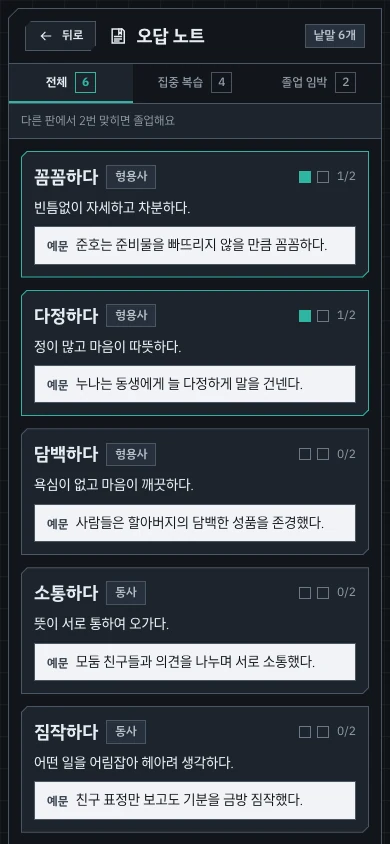 뒤로
오답 노트
낱말 6개
전체 6
집중 복습 4
졸업 임박 2
다른 판에서 2번 맞히면 졸업해요
꼼꼼하다 형용사 1/2
빈틈없이 자세하고 차분하다.
예문 준호는 준비물을 빠뜨리지 않을 만큼 꼼꼼하다.
다정하다 형용사 1/2
정이 많고 마음이 따뜻하다.
예문 누나는 동생에게 늘 다정하게 말을 건넨다.
담백하다 형용사 0/2
욕심이 없고 마음이 깨끗하다.
예문 사람들은 할아버지의 담백한 성품을 존경했다.
소통하다 동사 0/2
뜻이 서로 통하여 오가다.
예문 모둠 친구들과 의견을 나누며 서로 소통했다.
짐작하다 동사 0/2
어떤 일을 어림잡아 헤아려 생각하다.
예문 친구 표정만 보고도 기분을 금방 짐작했다.